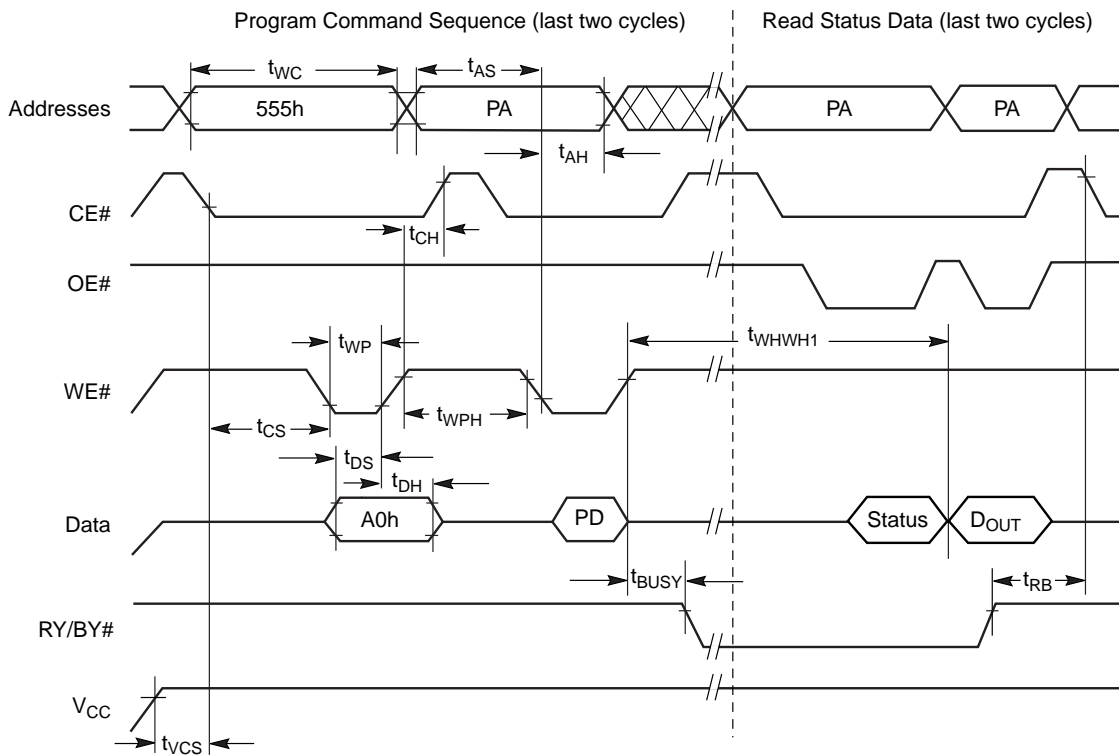 Program Command Sequence (last two cycles)
Read Status Data (last two cycles)
tWC
tAS
Addresses
555h
PA
PA
PA
tAH
CE#
tCH
OE#
tWP
tWHWH1
WE#
tCS
tWPH
tDS
tDH
Data
A0h
PD
Status
DOUT
tBUSY
tRB
RY/BY#
VCC
tVCS